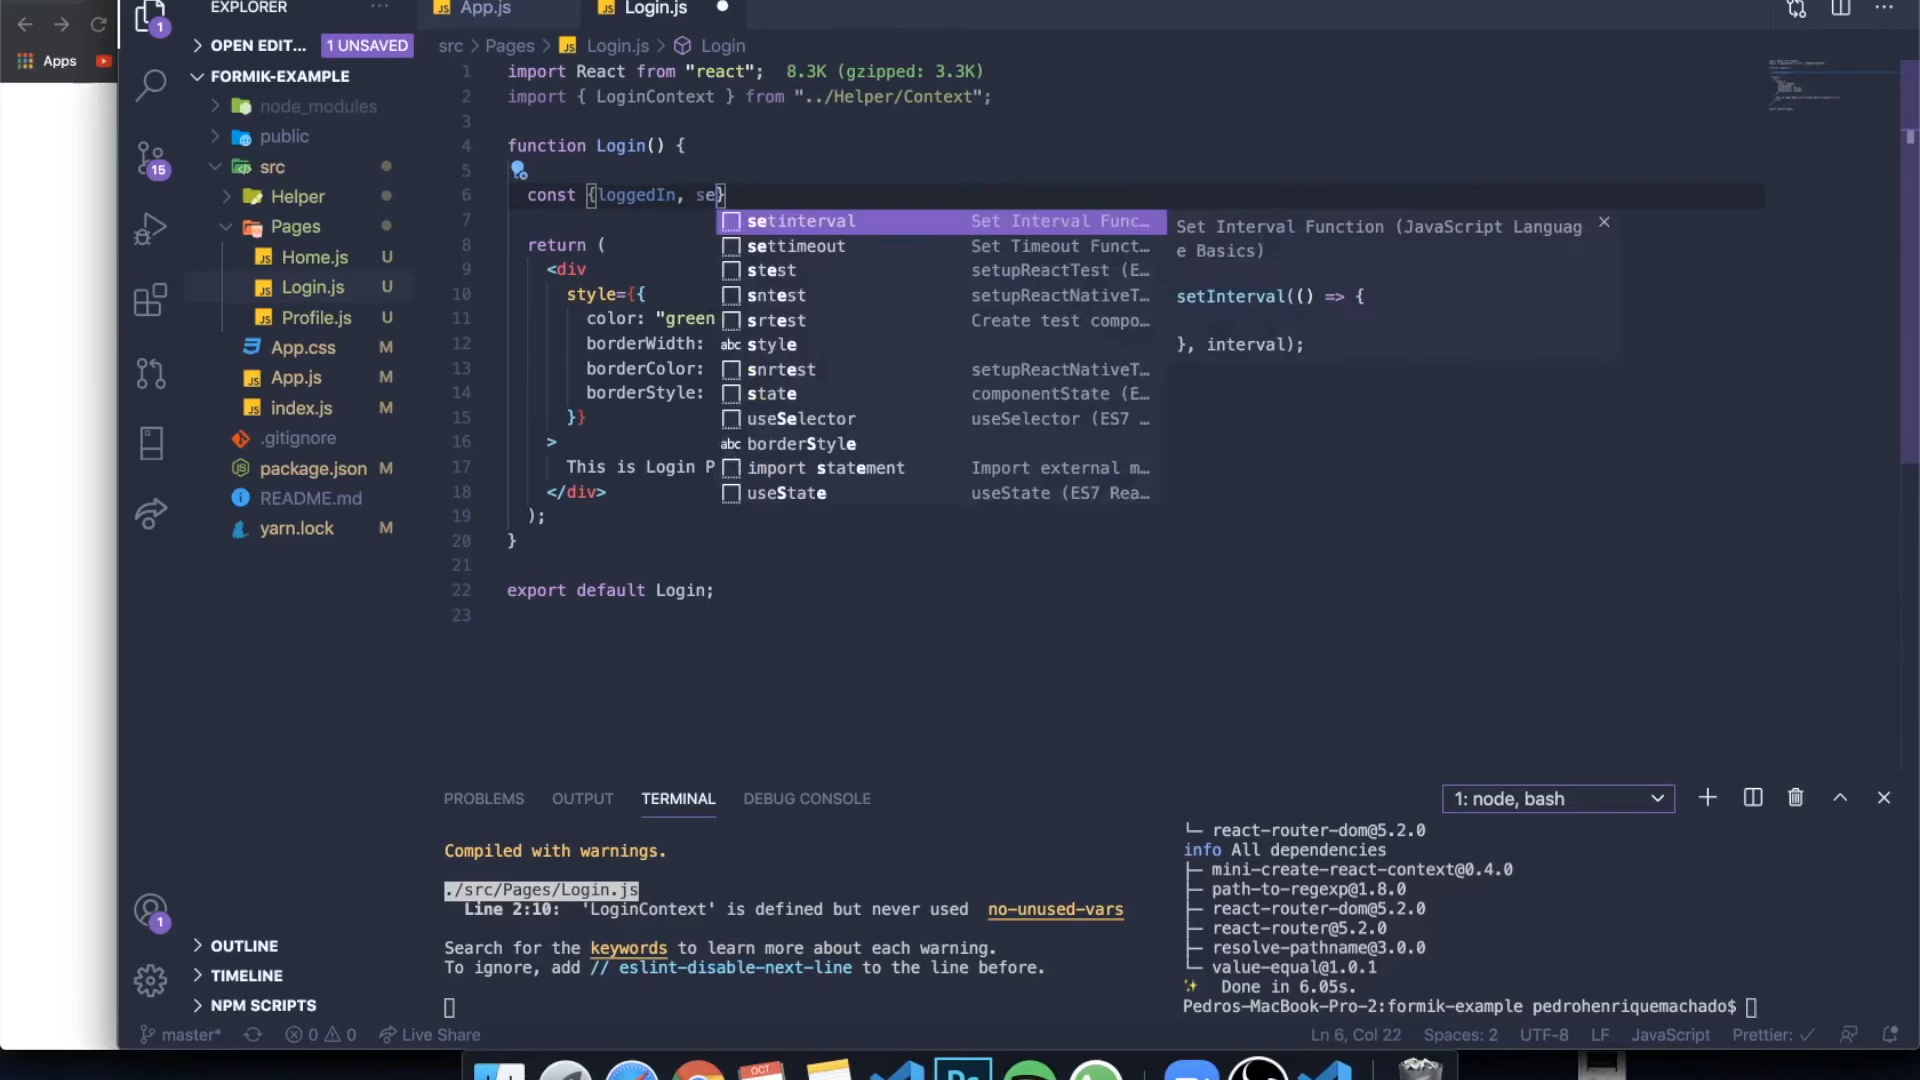 Apps
EXPLORER
OPEN EDIT... 1 UNSAVED
FORMIK-EXAMPLE
node_modules
public
src
Helper
Pages
Home.js U
Login.js U
Profile.js U
App.css M
App.js M
index.js M
.gitignore
package.json M
README.md
yarn.lock M
OUTLINE
TIMELINE
NPM SCRIPTS
1
15
1
App.js
Login.js
src > Pages > Login.js > Login
1 import React from "react"; 8.3K (gzipped: 3.3K)
2 import { LoginContext } from "../Helper/Context";
3
4 function Login() {
5
6 const {loggedIn, se}
7
8 return (
9 <div
10 style={{
11 color: "green
12 borderWidth:
13 borderColor:
14 borderStyle:
15 }}
16 >
17 This is Login P
18 </div>
19 );
20 }
21
22 export default Login;
23
setinterval Set Interval Func…
settimeout Set Timeout Funct…
stest setupReactTest (E…
sntest setupReactNativeT…
srtest Create test compo…
abc style
snrtest setupReactNativeT…
state componentState (E…
useSelector useSelector (ES7 …
abc borderStyle
import statement Import external m…
useState useState (ES7 Rea…
Set Interval Function (JavaScript Languag
e Basics)
setInterval(() => {
}, interval);
PROBLEMS OUTPUT TERMINAL DEBUG CONSOLE
1: node, bash
Compiled with warnings.
./src/Pages/Login.js
Line 2:10: 'LoginContext' is defined but never used no-unused-vars
Search for the keywords to learn more about each warning.
To ignore, add // eslint-disable-next-line to the line before.
└─ react-router-dom@5.2.0
info All dependencies
├─ mini-create-react-context@0.4.0
├─ path-to-regexp@1.8.0
├─ react-router-dom@5.2.0
├─ react-router@5.2.0
├─ resolve-pathname@3.0.0
└─ value-equal@1.0.1
✨ Done in 6.05s.
Pedros-MacBook-Pro-2:formik-example pedrohenriquemachado$
master* 0 0 Live Share
Ln 6, Col 22 Spaces: 2 UTF-8 LF JavaScript Prettier: ✓
OCT